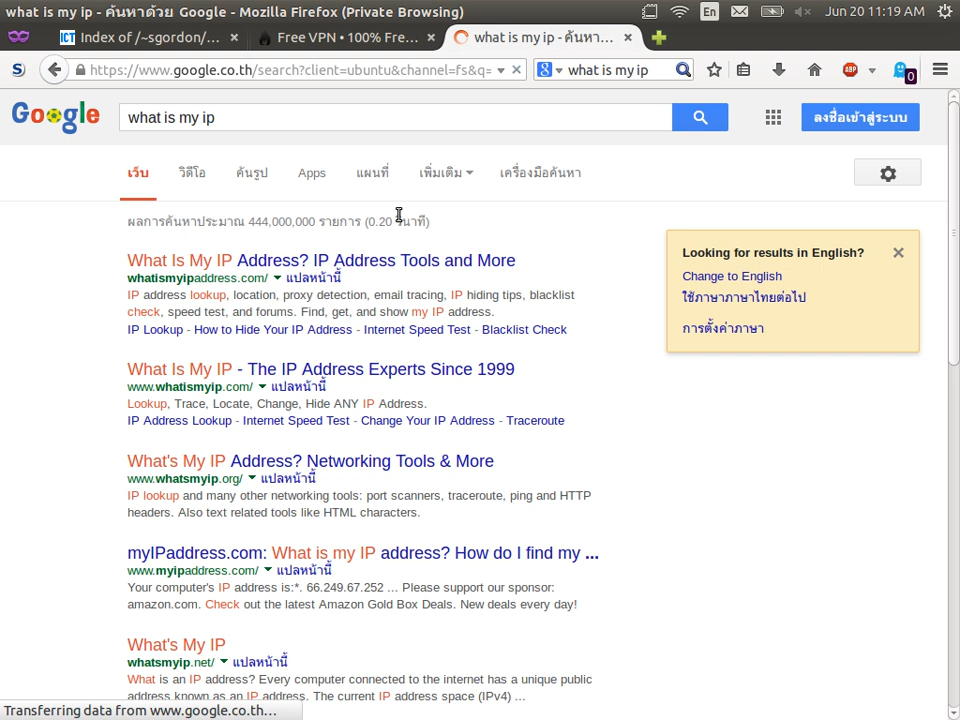 what is my ip - ค้นหาด้วย Google - Mozilla Firefox (Private Browsing)
En
Jun 20 11:19 AM
ICT Index of /~sgordon/...
Free VPN • 100% Fre...
what is my ip - ค้นหา...
https://www.google.co.th/search?client=ubuntu&channel=fs&q=
what is my ip
ABP
0
Google
what is my ip
ลงชื่อเข้าสู่ระบบ
เว็บ
วิดีโอ
ค้นรูป
Apps
แผนที่
เพิ่มเติม
เครื่องมือค้นหา
ผลการค้นหาประมาณ 444,000,000 รายการ (0.20 วินาที)
What Is My IP Address? IP Address Tools and More
whatismyipaddress.com/ แปลหน้านี้
IP address lookup, location, proxy detection, email tracing, IP hiding tips, blacklist
check, speed test, and forums. Find, get, and show my IP address.
IP Lookup - How to Hide Your IP Address - Internet Speed Test - Blacklist Check
What Is My IP - The IP Address Experts Since 1999
www.whatismyip.com/ แปลหน้านี้
Lookup, Trace, Locate, Change, Hide ANY IP Address.
IP Address Lookup - Internet Speed Test - Change Your IP Address - Traceroute
What's My IP Address? Networking Tools & More
www.whatsmyip.org/ แปลหน้านี้
IP lookup and many other networking tools: port scanners, traceroute, ping and HTTP
headers. Also text related tools like HTML characters.
myIPaddress.com: What is my IP address? How do I find my ...
www.myipaddress.com/ แปลหน้านี้
Your computer's IP address is:*. 66.249.67.252 ... Please support our sponsor:
amazon.com. Check out the latest Amazon Gold Box Deals. New deals every day!
What's My IP
whatsmyip.net/ แปลหน้านี้
What is an IP address? Every computer connected to the internet has a unique public
address known as an IP address. The current IP address space (IPv4) ...
Looking for results in English?
Change to English
ใช้ภาษาภาษาไทยต่อไป
การตั้งค่าภาษา
Transferring data from www.google.co.th...